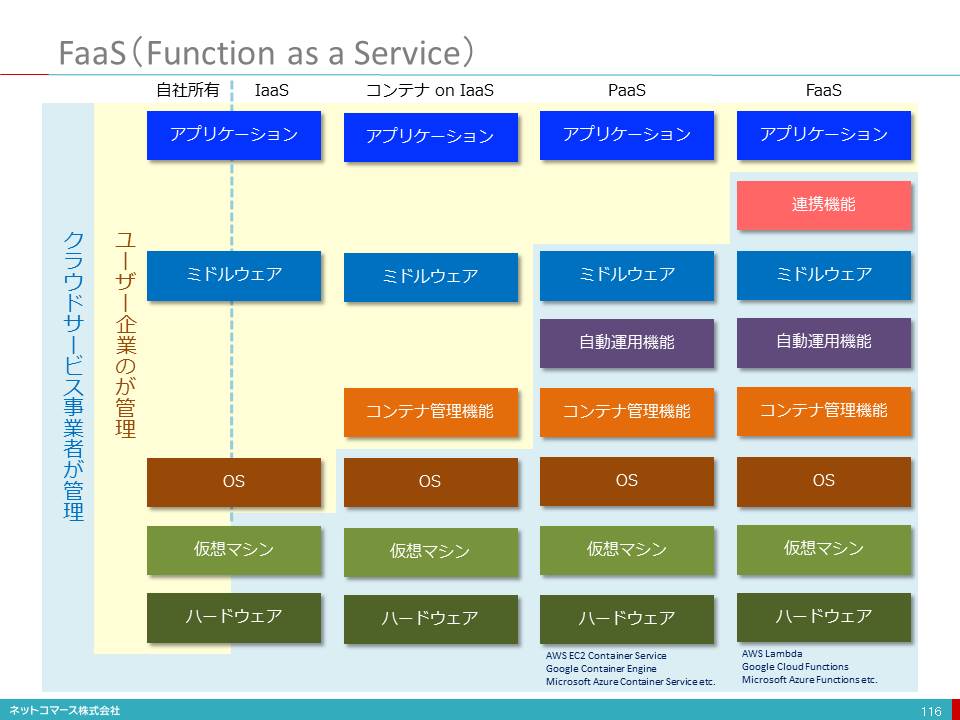 FaaS（Function as a Service）
自社所有
IaaS
コンテナ on IaaS
PaaS
FaaS
クラウドサービス事業者が管理
ユーザー企業のが管理
アプリケーション
アプリケーション
アプリケーション
アプリケーション
連携機能
ミドルウェア
ミドルウェア
ミドルウェア
ミドルウェア
自動運用機能
自動運用機能
コンテナ管理機能
コンテナ管理機能
コンテナ管理機能
OS
OS
OS
OS
仮想マシン
仮想マシン
仮想マシン
仮想マシン
ハードウェア
ハードウェア
ハードウェア
ハードウェア
AWS EC2 Container Service
Google Container Engine
Microsoft Azure Container Service etc.
AWS Lambda
Google Cloud Functions
Microsoft Azure Functions etc.
ネットコマース株式会社
116